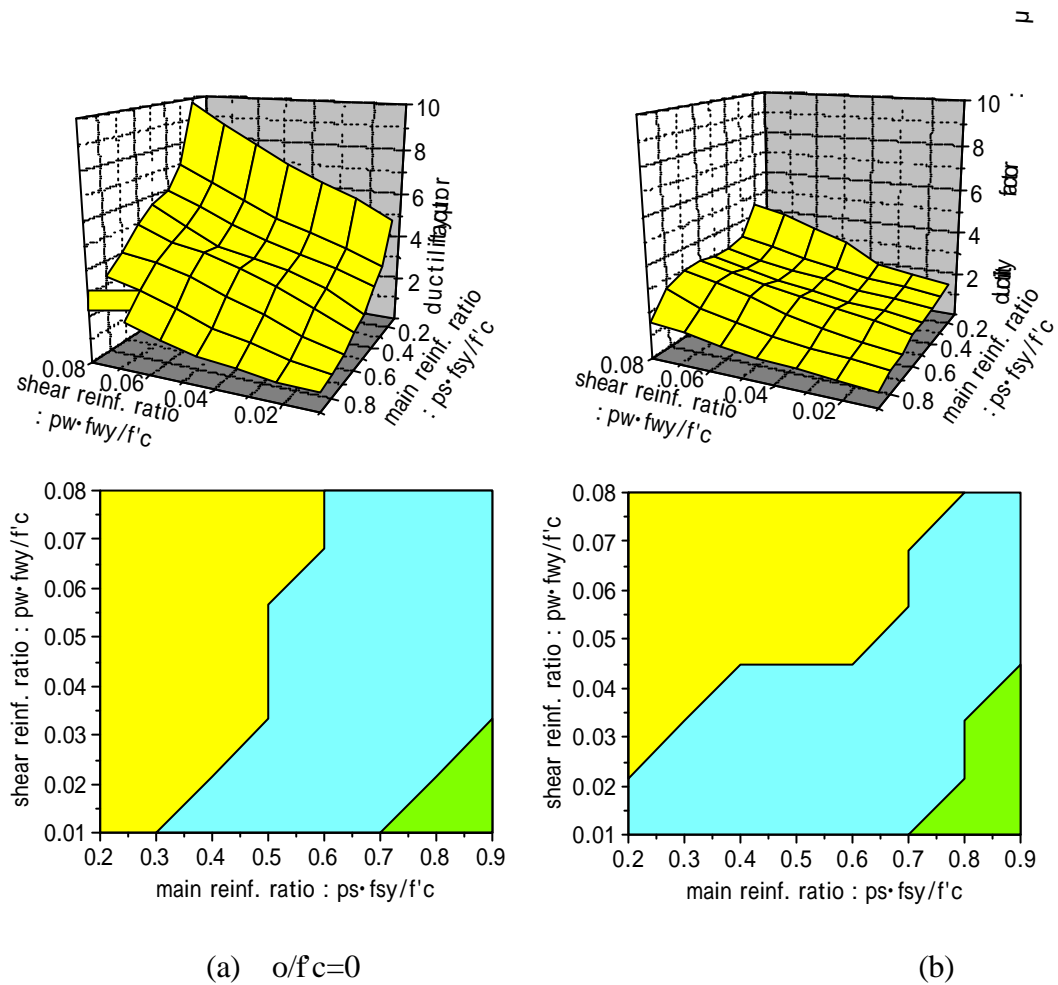 μ
10
8
6
4
2
0.2
0.4
0.6
0.8
main reinf. ratio
: ps•fsy/f'c
0.08
0.06
0.04
0.02
shear reinf. ratio
: pw•fwy/f'c
:
10
8
6
4
2
ductility
0.2
0.4
0.6
0.8
main reinf. ratio
: ps•fsy/f'c
0.08
0.06
0.04
0.02
shear reinf. ratio
: pw•fwy/f'c
shear reinf. ratio : pw•fwy/f'c
0.08
0.07
0.06
0.05
0.04
0.03
0.02
0.01
0.2 0.3 0.4 0.5 0.6 0.7 0.8 0.9
main reinf. ratio : ps•fsy/f'c
shear reinf. ratio : pw•fwy/f'c
0.08
0.07
0.06
0.05
0.04
0.03
0.02
0.01
0.2 0.3 0.4 0.5 0.6 0.7 0.8 0.9
main reinf. ratio : ps•fsy/f'c
(a) o/f'c=0
(b)